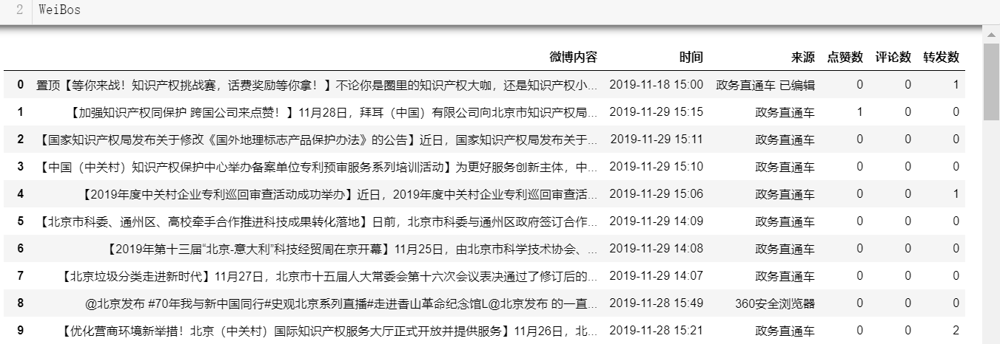 2 WeiBos
微博内容 时间 来源 点赞数 评论数 转发数
0 置顶【等你来战！知识产权挑战赛，话费奖励等你拿！】不论你是圈里的知识产权大咖，还是知识产权小... 2019-11-18 15:00 政务直通车 已编辑 0 0 1
1 【加强知识产权同保护 跨国公司来点赞！】11月28日，拜耳（中国）有限公司向北京市知识产权局... 2019-11-29 15:15 政务直通车 1 0 0
2 【国家知识产权局发布关于修改《国外地理标志产品保护办法》的公告】近日，国家知识产权局发布关于... 2019-11-29 15:11 政务直通车 0 0 0
3 【中国（中关村）知识产权保护中心举办备案单位专利预审服务系列培训活动】为更好服务创新主体，中... 2019-11-29 15:10 政务直通车 0 0 0
4 【2019年度中关村企业专利巡回审查活动成功举办】近日，2019年度中关村企业专利巡回审查活... 2019-11-29 15:06 政务直通车 0 0 1
5 【北京市科委、通州区、高校牵手合作推进科技成果转化落地】日前，北京市科委与通州区政府签订合作... 2019-11-29 14:09 政务直通车 0 0 0
6 【2019年第十三届“北京-意大利”科技经贸周在京开幕】11月25日，由北京市科学技术协会、... 2019-11-29 14:08 政务直通车 0 0 0
7 【北京垃圾分类走进新时代】11月27日，北京市十五届人大常委会第十六次会议表决通过了修订后的... 2019-11-29 14:07 政务直通车 0 0 0
8 @北京发布 #70年我与新中国同行#史观北京系列直播#走进香山革命纪念馆L@北京发布 的一直... 2019-11-28 15:49 360安全浏览器 0 0 0
9 【优化营商环境新举措！北京（中关村）国际知识产权服务大厅正式开放并提供服务】11月26日，北... 2019-11-28 15:21 政务直通车 0 0 2